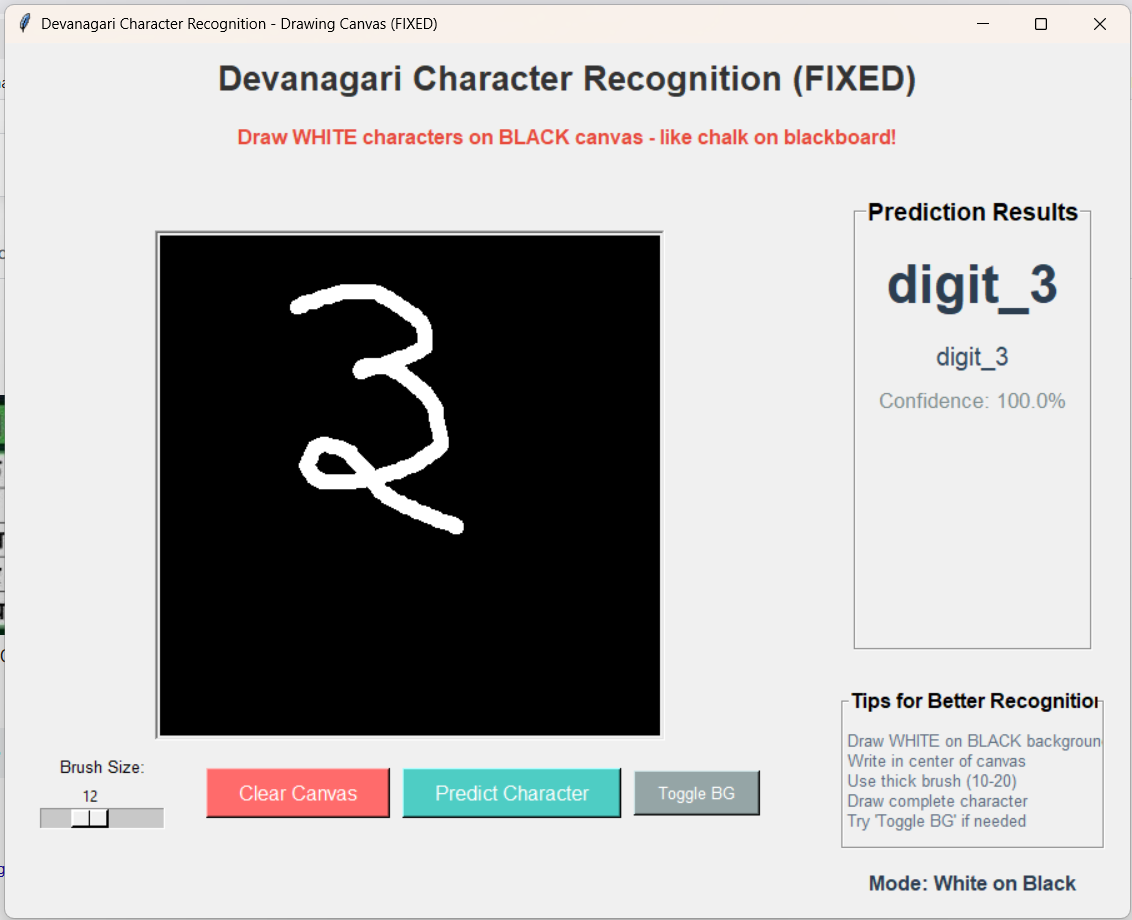 Devanagari Character Recognition - Drawing Canvas (FIXED)
Devanagari Character Recognition (FIXED)
Draw WHITE characters on BLACK canvas - like chalk on blackboard!
Prediction Results
digit_3
digit_3
Confidence: 100.0%
३
Tips for Better Recognition
Draw WHITE on BLACK backgroun
Write in center of canvas
Use thick brush (10-20)
Draw complete character
Try 'Toggle BG' if needed
Brush Size:
12
Clear Canvas
Predict Character
Toggle BG
Mode: White on Black